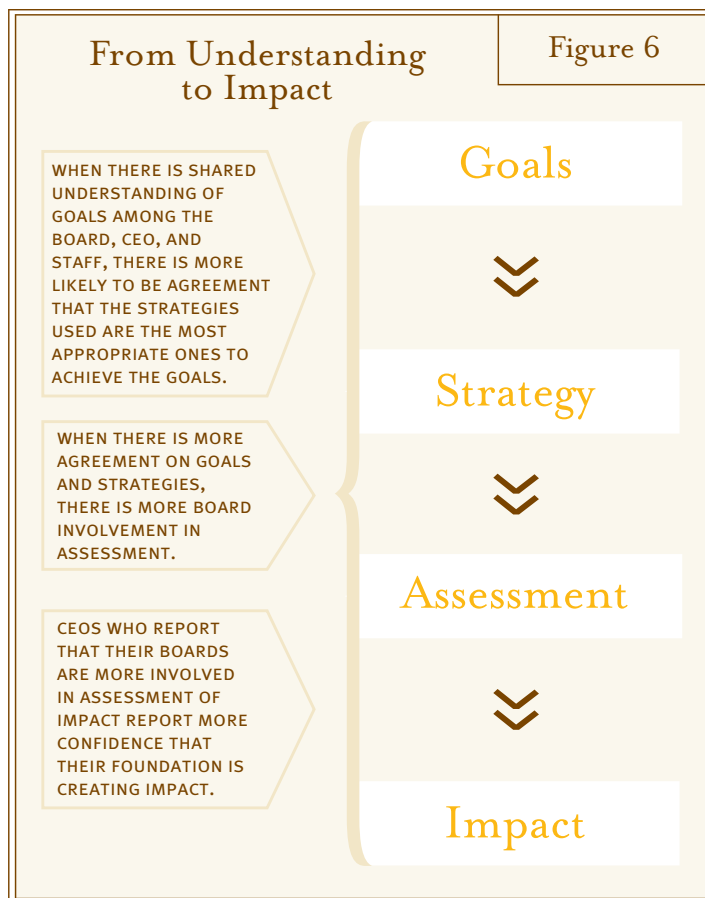 From Understanding
to Impact
Figure 6
WHEN THERE IS SHARED
UNDERSTANDING OF
GOALS AMONG THE
BOARD, CEO, AND
STAFF, THERE IS MORE
LIKELY TO BE AGREEMENT
THAT THE STRATEGIES
USED ARE THE MOST
APPROPRIATE ONES TO
ACHIEVE THE GOALS.
WHEN THERE IS MORE
AGREEMENT ON GOALS
AND STRATEGIES,
THERE IS MORE BOARD
INVOLVEMENT IN
ASSESSMENT.
CEOS WHO REPORT
THAT THEIR BOARDS
ARE MORE INVOLVED
IN ASSESSMENT OF
IMPACT REPORT MORE
CONFIDENCE THAT
THEIR FOUNDATION IS
CREATING IMPACT.
Goals
Strategy
Assessment
Impact